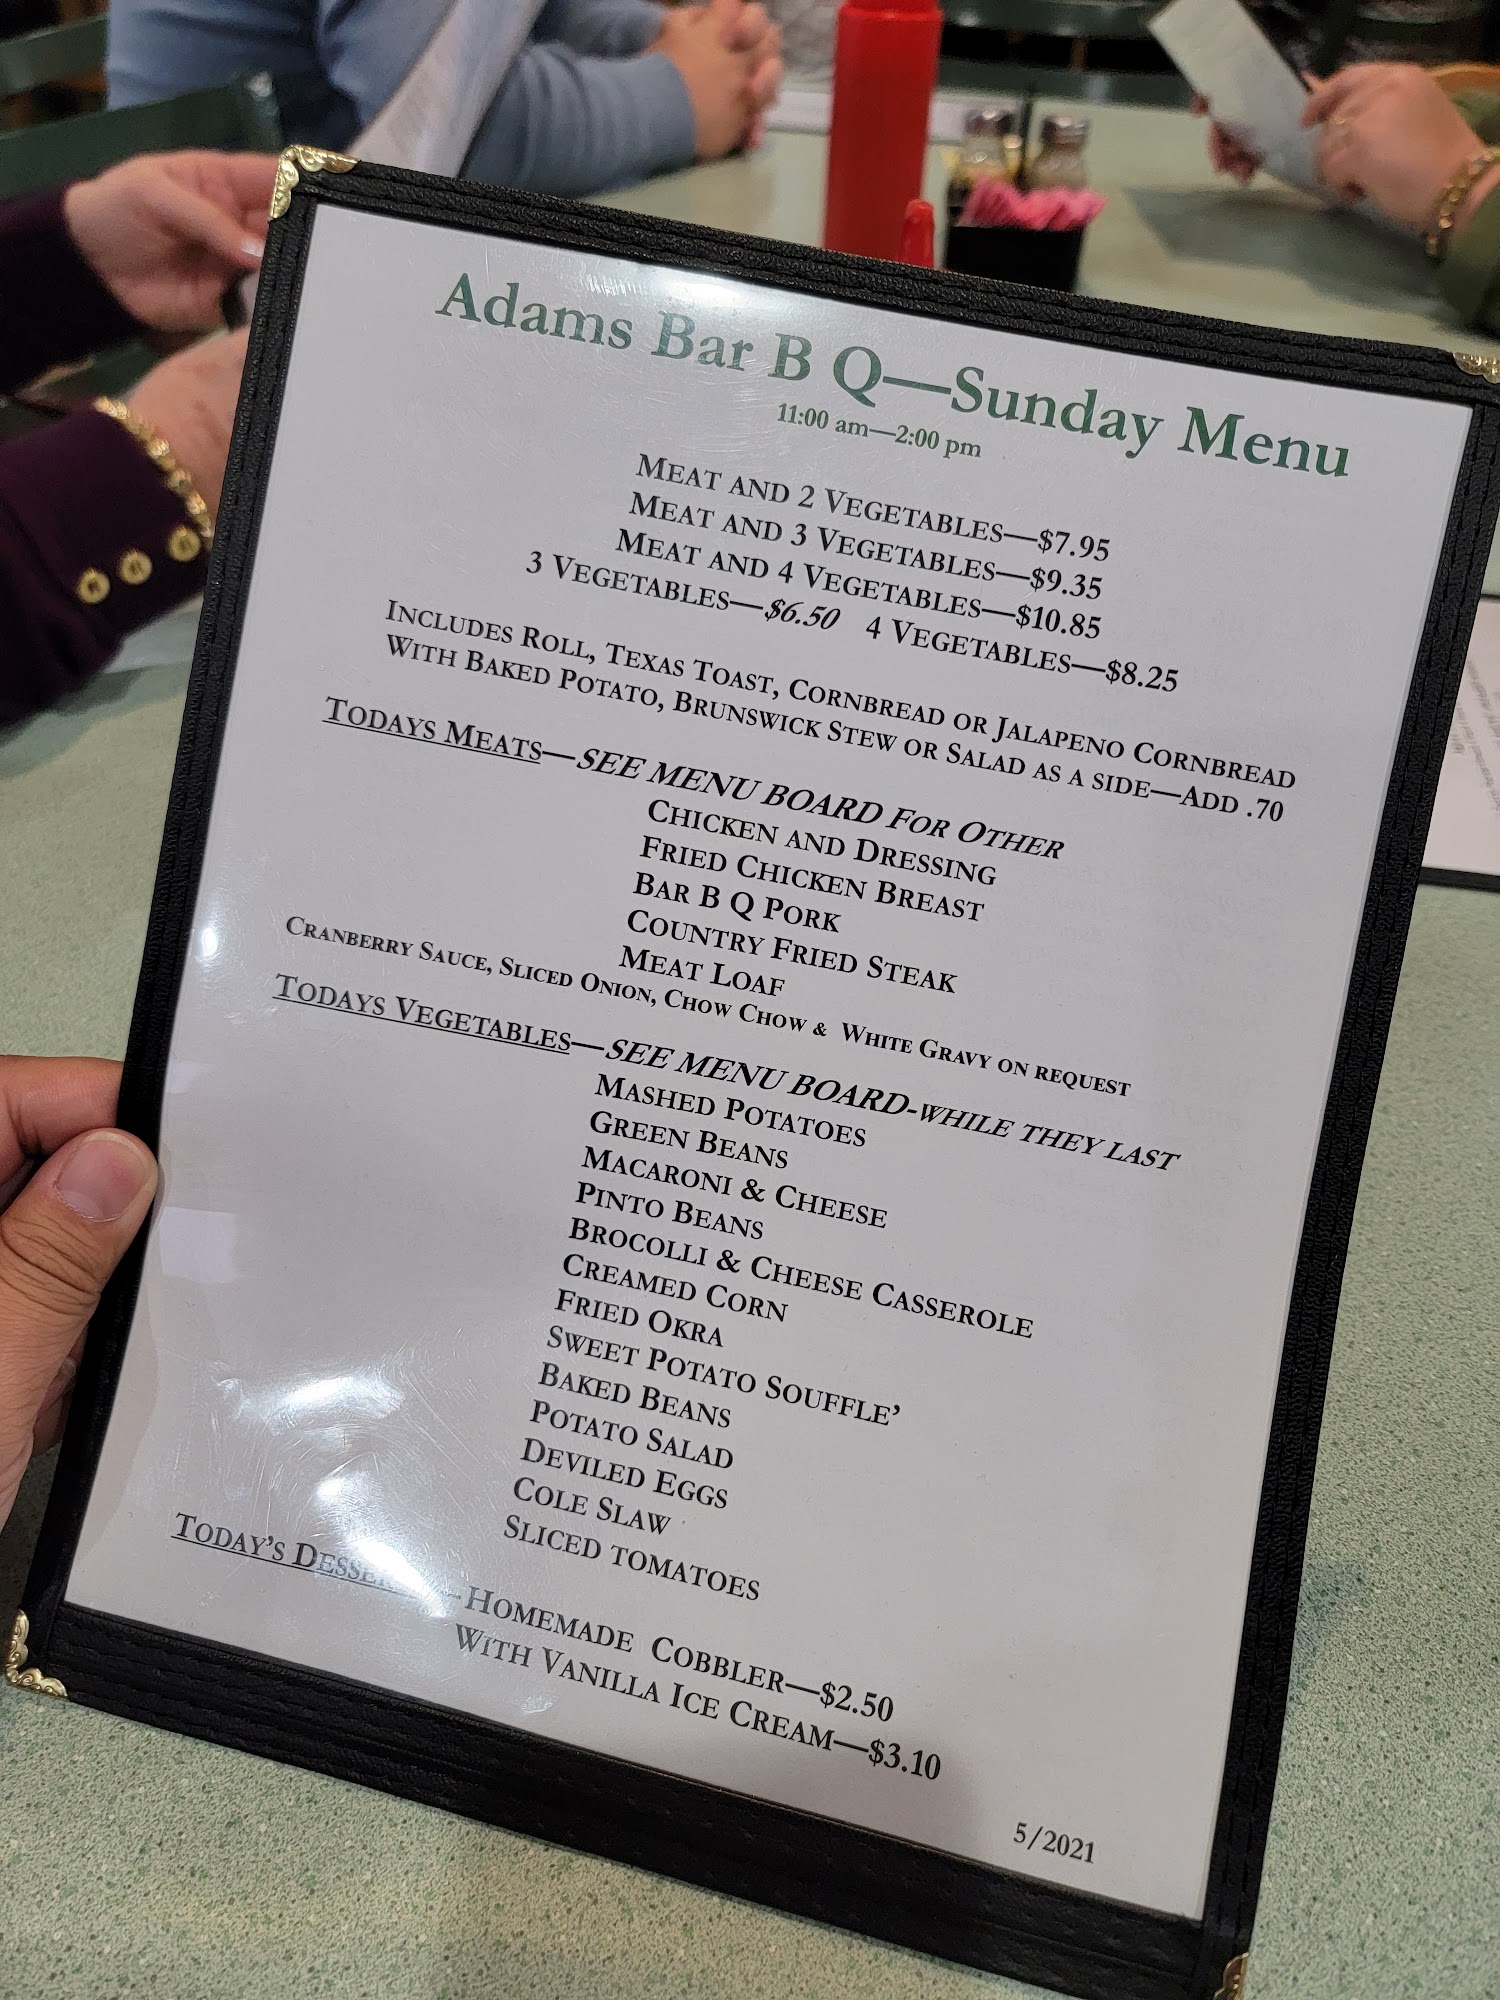 Adams Bar B Q—Sunday Menu
11:00 am—2:00 pm
MEAT AND 2 VEGETABLES—$7.95
MEAT AND 3 VEGETABLES—$9.35
MEAT AND 4 VEGETABLES—$10.85
3 VEGETABLES—$6.50 4 VEGETABLES—$8.25
INCLUDES ROLL, TEXAS TOAST, CORNBREAD OR JALAPENO CORNBREAD
WITH BAKED POTATO, BRUNSWICK STEW OR SALAD AS A SIDE—ADD .70
TODAYS MEATS—SEE MENU BOARD FOR OTHER
CHICKEN AND DRESSING
FRIED CHICKEN BREAST
BAR B Q PORK
COUNTRY FRIED STEAK
MEAT LOAF
CRANBERRY SAUCE, SLICED ONION, CHOW CHOW & WHITE GRAVY ON REQUEST
TODAYS VEGETABLES—SEE MENU BOARD-WHILE THEY LAST
MASHED POTATOES
GREEN BEANS
MACARONI & CHEESE
PINTO BEANS
BROCOLLI & CHEESE CASSEROLE
CREAMED CORN
FRIED OKRA
SWEET POTATO SOUFFLE'
BAKED BEANS
POTATO SALAD
DEVILED EGGS
COLE SLAW
SLICED TOMATOES
TODAY'S —HOMEMADE COBBLER—$2.50
WITH VANILLA ICE CREAM—$3.10
5/2021